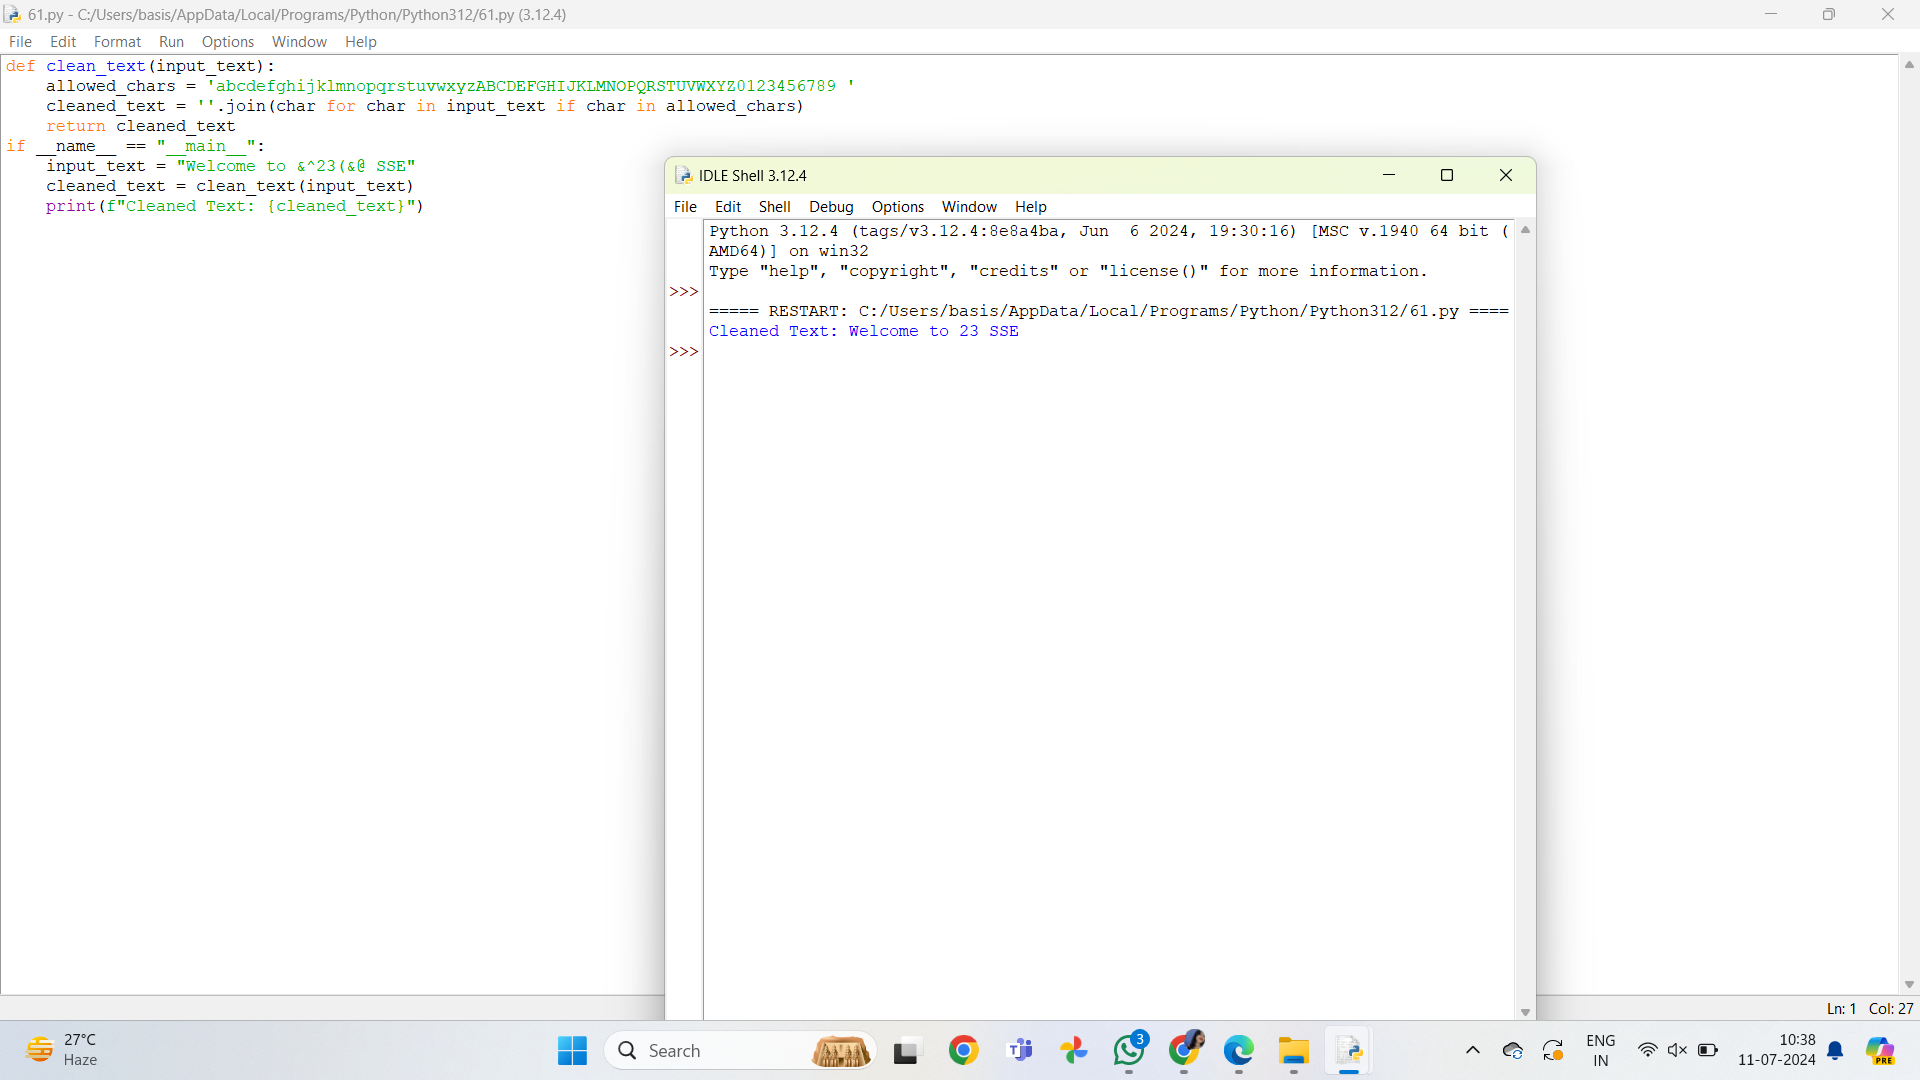 61.py - C:/Users/basis/AppData/Local/Programs/Python/Python312/61.py (3.12.4)
File Edit Format Run Options Window Help
def clean_text(input_text):
    allowed_chars = 'abcdefghijklmnopqrstuvwxyzABCDEFGHIJKLMNOPQRSTUVWXYZ0123456789 '
    cleaned_text = ''.join(char for char in input_text if char in allowed_chars)
    return cleaned_text
if __name__ == "__main__":
    input_text = "Welcome to &^23(&@ SSE"
    cleaned_text = clean_text(input_text)
    print(f"Cleaned Text: {cleaned_text}")
IDLE Shell 3.12.4
File Edit Shell Debug Options Window Help
Python 3.12.4 (tags/v3.12.4:8e8a4ba, Jun  6 2024, 19:30:16) [MSC v.1940 64 bit (
AMD64)] on win32
Type "help", "copyright", "credits" or "license()" for more information.
>>>
===== RESTART: C:/Users/basis/AppData/Local/Programs/Python/Python312/61.py ====
Cleaned Text: Welcome to 23 SSE
>>>
Ln: 1 Col: 27
27°C
Haze
Search
3
ENG
IN
10:38
11-07-2024
PRE